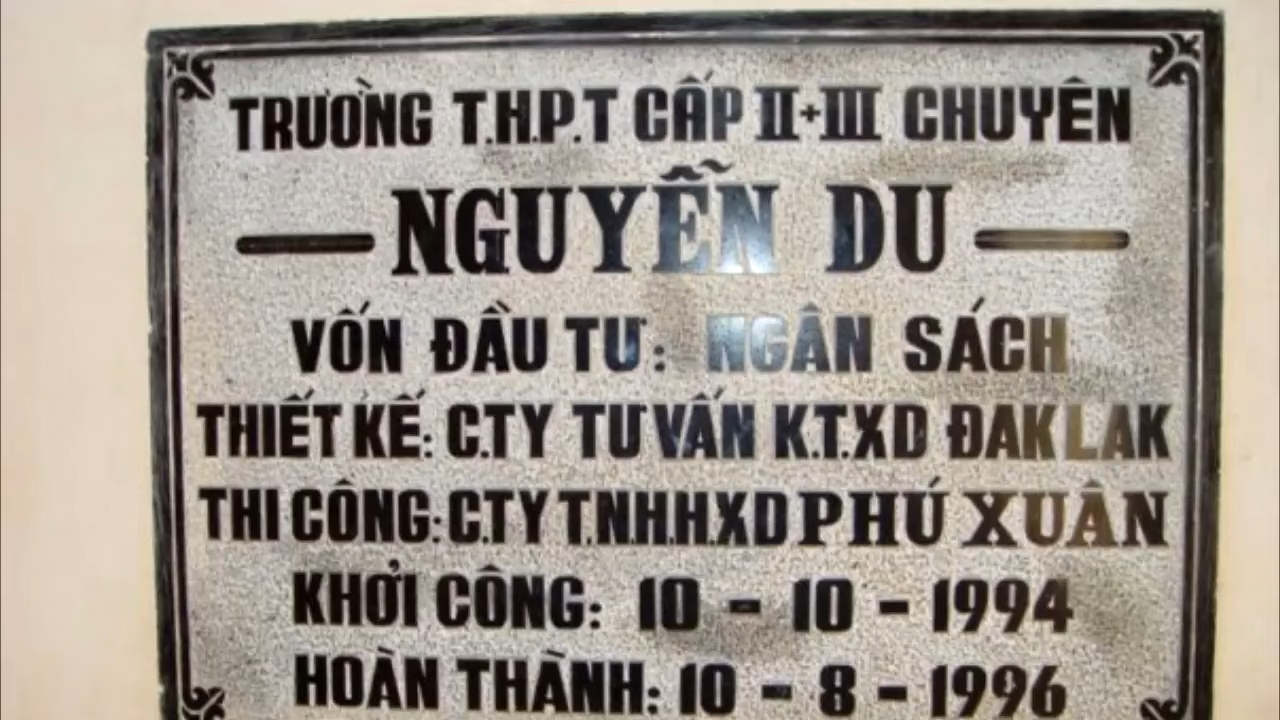 TRƯỜNG T.H.P.T CẤP II+III CHUYÊN
NGUYỄN DU
VỐN ĐẦU TƯ: NGÂN SÁCH
THIẾT KẾ: C.TY TƯ VẤN K.T.XD ĐAK LAK
THI CÔNG: C.TY T.N.H.H.XD PHÚ XUÂN
KHỞI CÔNG: 10 - 10 - 1994
HOÀN THÀNH: 10 - 8 - 1996